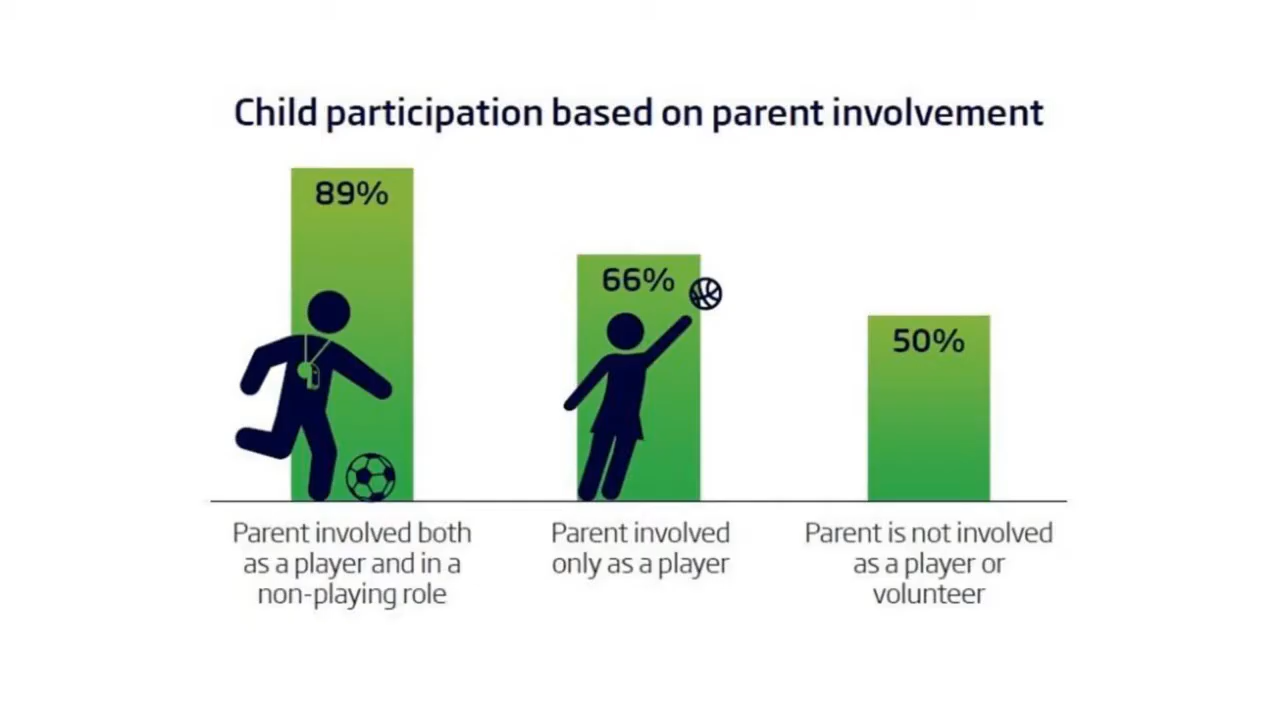 Child participation based on parent involvement
89%
66%
50%
Parent involved both
as a player and in a
non-playing role
Parent involved
only as a player
Parent is not involved
as a player or
volunteer